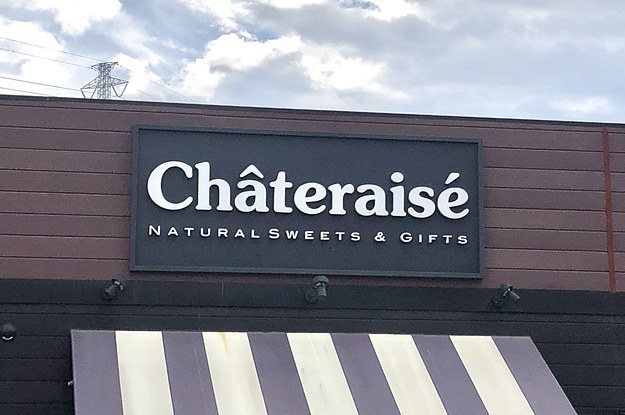 Châteraisé
NATURAL SWEETS & GIFTS